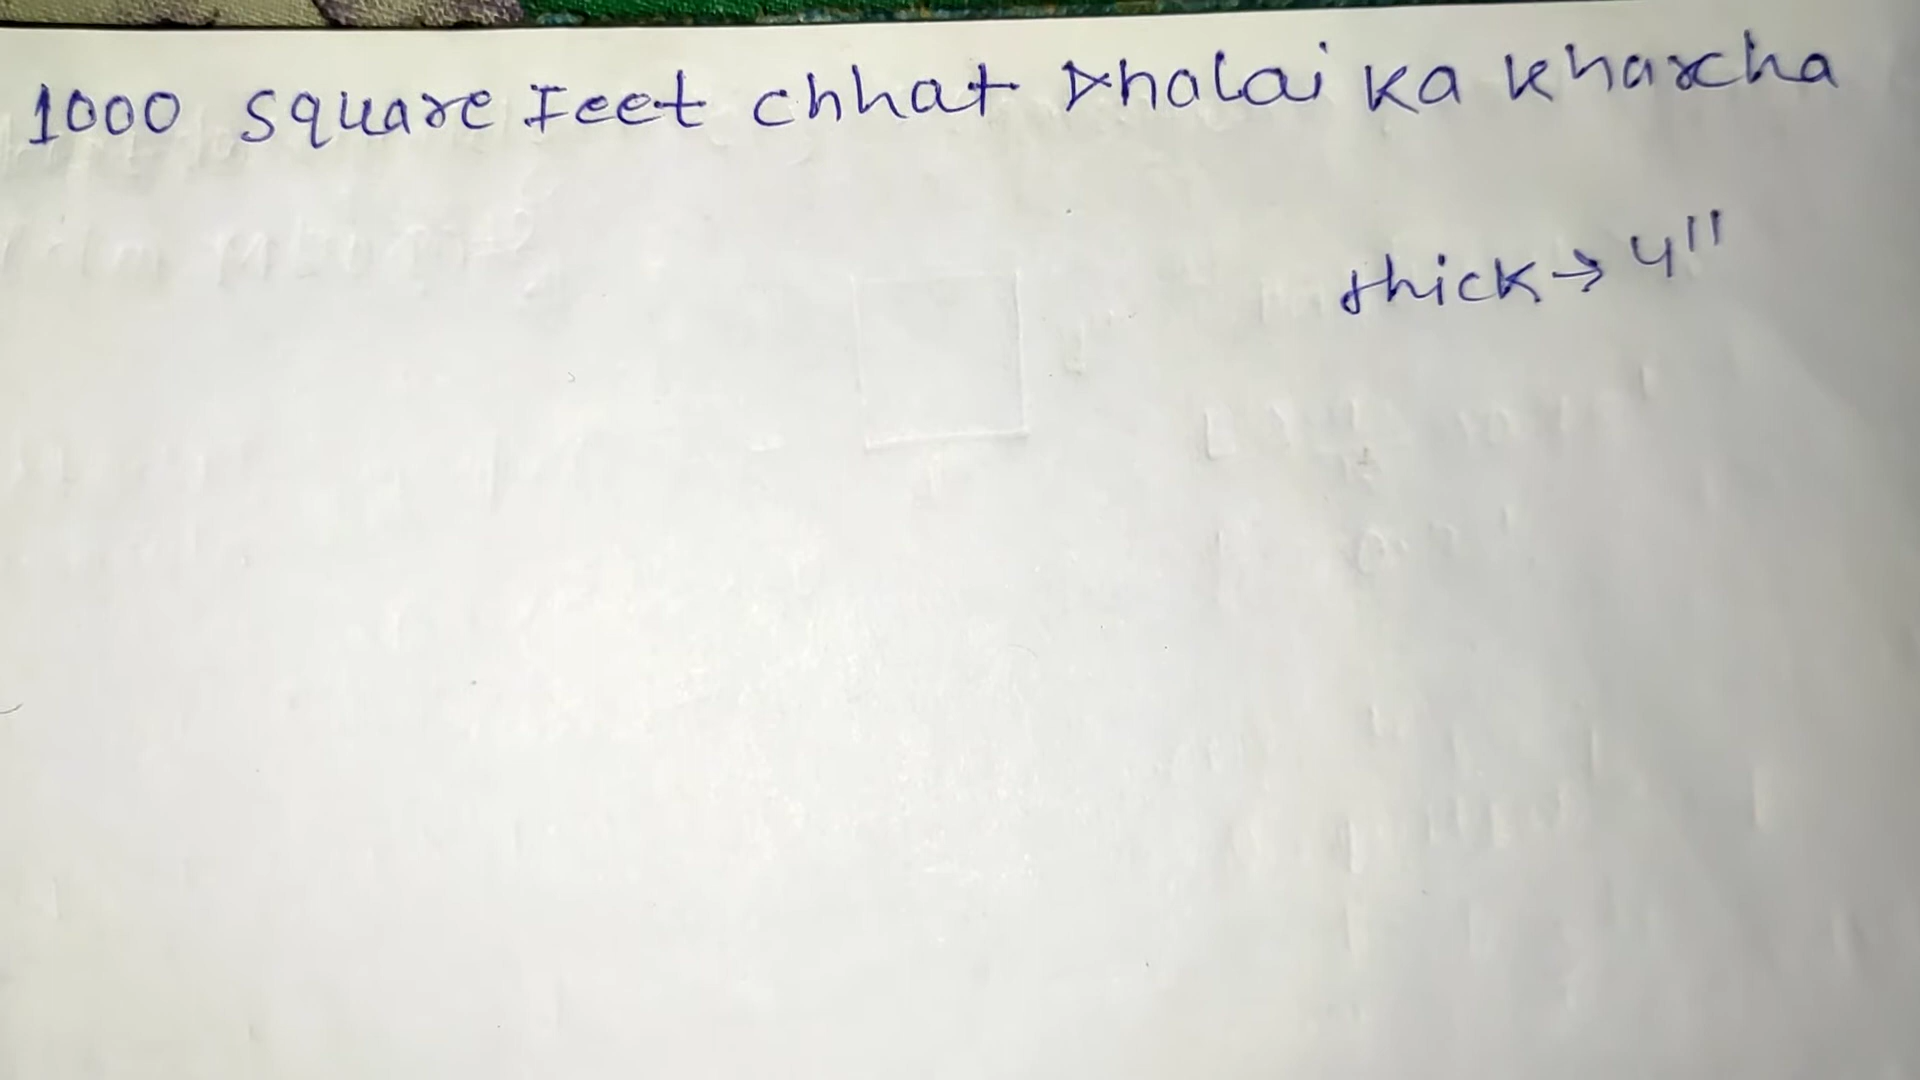 1000 square Feet chhat Dhalai ka kharcha
thick → 4"